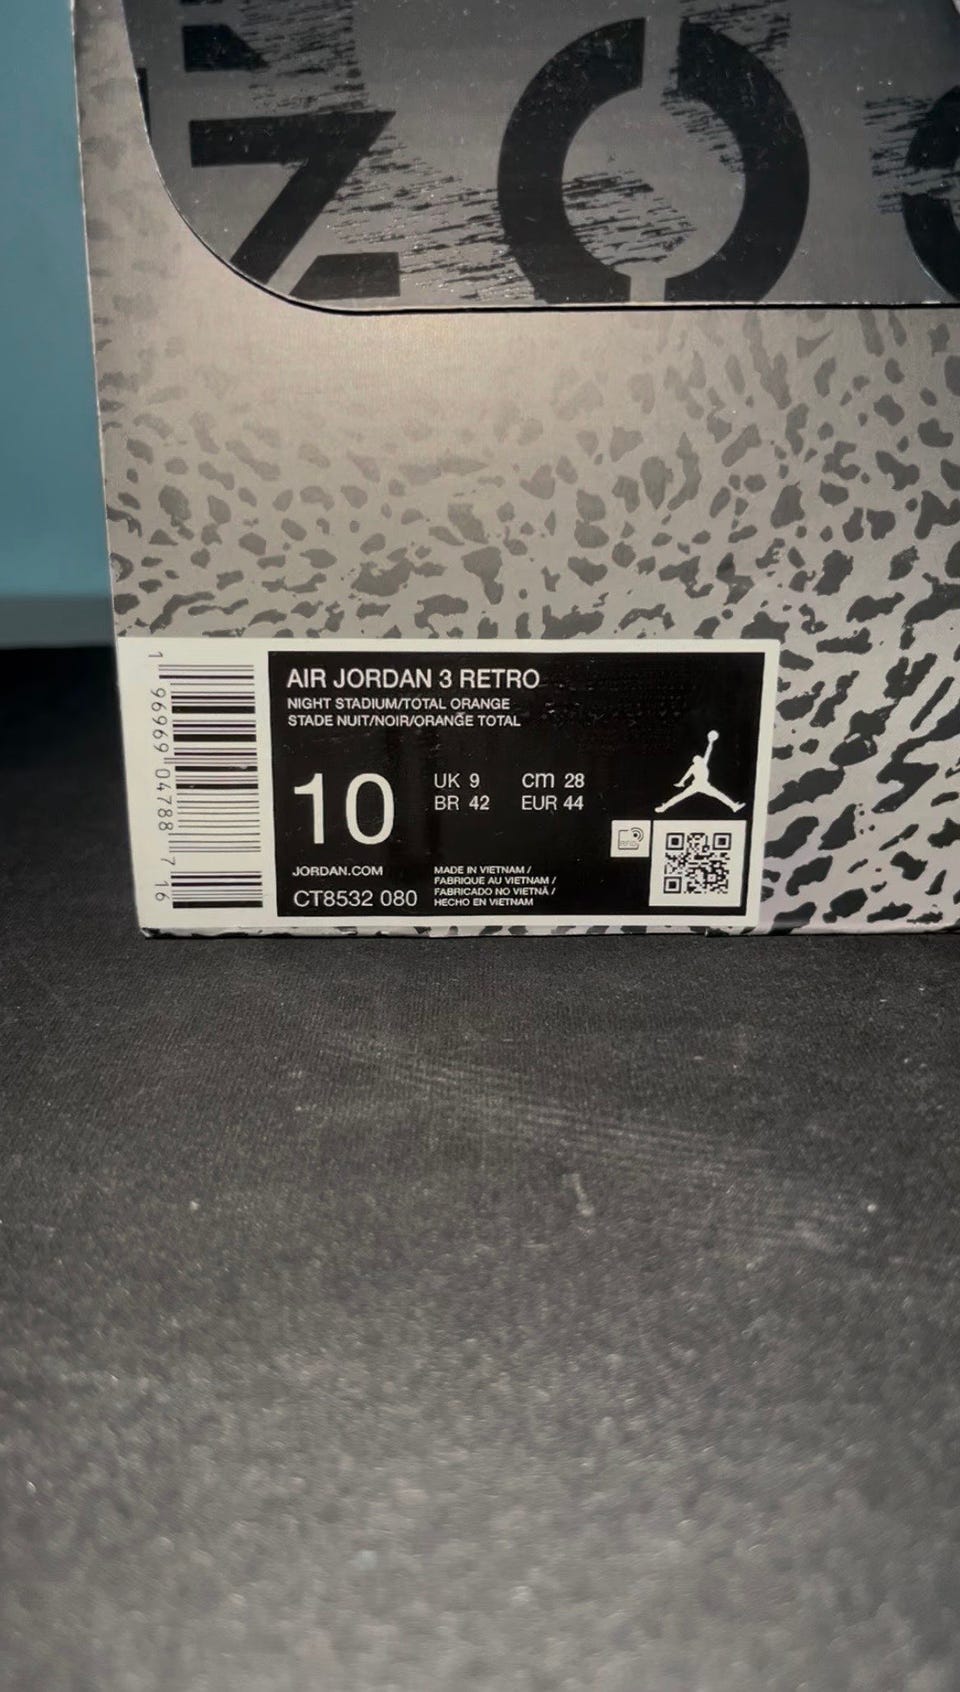 ZO
AIR JORDAN 3 RETRO
NIGHT STADIUM/TOTAL ORANGE
STADE NUIT/NOIR/ORANGE TOTAL
10
UK 9 cm 28
BR 42 EUR 44
JORDAN.COM
CT8532 080
MADE IN VIETNAM /
FABRIQUE AU VIETNAM /
FABRICADO NO VIETNÃ /
HECHO EN VIETNAM
RFID
1 96969 04788 7 16